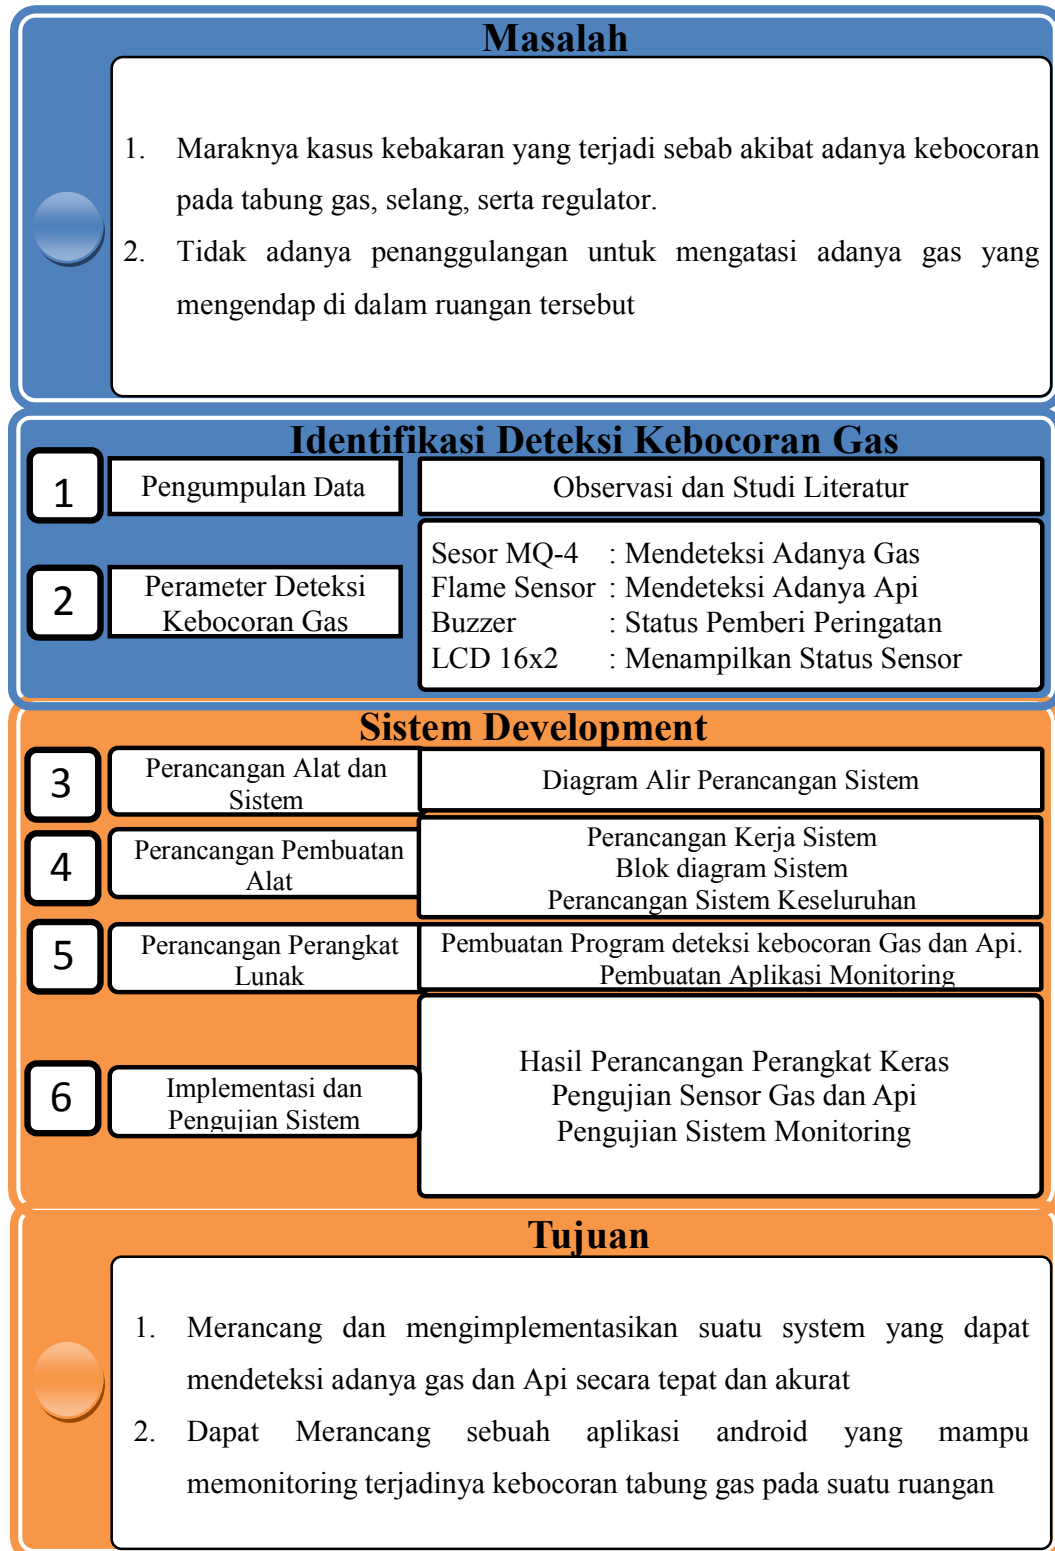 Masalah
1. Maraknya kasus kebakaran yang terjadi sebab akibat adanya kebocoran
pada tabung gas, selang, serta regulator.
2. Tidak adanya penanggulangan untuk mengatasi adanya gas yang
mengendap di dalam ruangan tersebut
Identifikasi Deteksi Kebocoran Gas
1 Pengumpulan Data Observasi dan Studi Literatur
2 Perameter Deteksi
Kebocoran Gas
Sesor MQ-4 : Mendeteksi Adanya Gas
Flame Sensor : Mendeteksi Adanya Api
Buzzer : Status Pemberi Peringatan
LCD 16x2 : Menampilkan Status Sensor
Sistem Development
3 Perancangan Alat dan
Sistem
Diagram Alir Perancangan Sistem
4 Perancangan Pembuatan
Alat
Perancangan Kerja Sistem
Blok diagram Sistem
Perancangan Sistem Keseluruhan
5 Perancangan Perangkat
Lunak
Pembuatan Program deteksi kebocoran Gas dan Api.
Pembuatan Aplikasi Monitoring
6 Implementasi dan
Pengujian Sistem
Hasil Perancangan Perangkat Keras
Pengujian Sensor Gas dan Api
Pengujian Sistem Monitoring
Tujuan
1. Merancang dan mengimplementasikan suatu system yang dapat
mendeteksi adanya gas dan Api secara tepat dan akurat
2. Dapat Merancang sebuah aplikasi android yang mampu
memonitoring terjadinya kebocoran tabung gas pada suatu ruangan